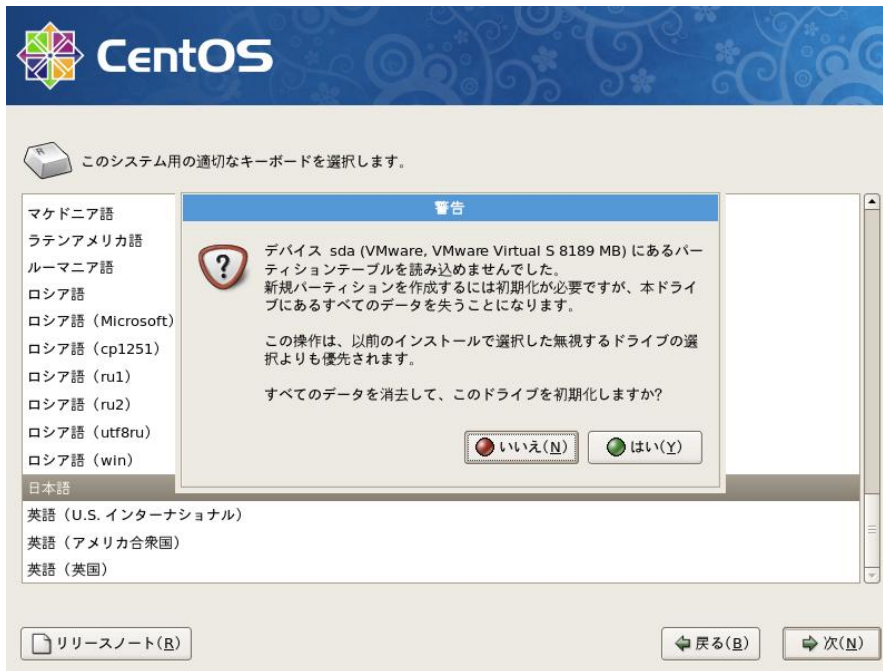 CentOS
このシステム用の適切なキーボードを選択します。
マケドニア語
ラテンアメリカ語
ルーマニア語
ロシア語
ロシア語（Microsoft）
ロシア語（cp1251）
ロシア語（ru1）
ロシア語（ru2）
ロシア語（utf8ru）
ロシア語（win）
日本語
英語（U.S. インターナショナル）
英語（アメリカ合衆国）
英語（英国）
警告
デバイス sda (VMware, VMware Virtual S 8189 MB) にあるパー
ティションテーブルを読み込めませんでした。
新規パーティションを作成するには初期化が必要ですが、本ドライ
ブにあるすべてのデータを失うことになります。
この操作は、以前のインストールで選択した無視するドライブの選
択よりも優先されます。
すべてのデータを消去して、このドライブを初期化しますか?
いいえ(N)
はい(Y)
リリースノート(R)
戻る(B)
次(N)